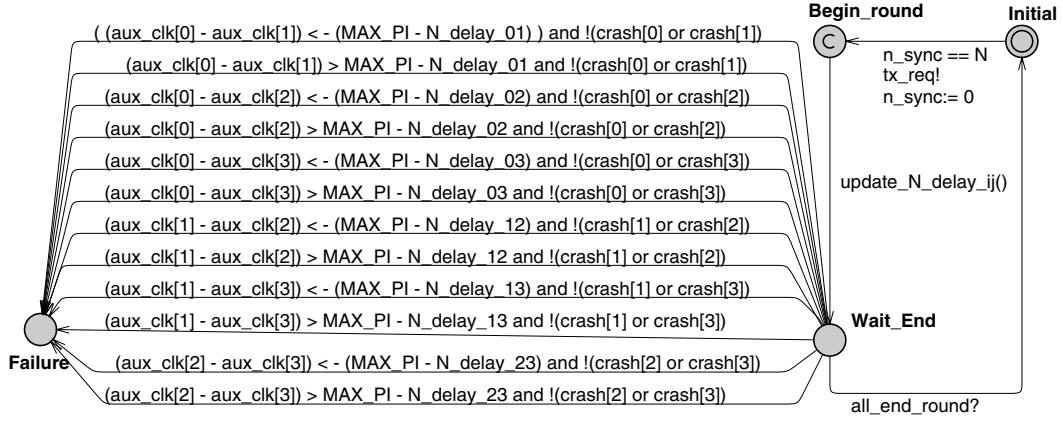 Begin_round
Initial
( (aux_clk[0] - aux_clk[1]) < - (MAX_PI - N_delay_01) ) and !(crash[0] or crash[1])
C
n_sync == N
tx_req!
n_sync:= 0
(aux_clk[0] - aux_clk[1]) > MAX_PI - N_delay_01 and !(crash[0] or crash[1])
(aux_clk[0] - aux_clk[2]) < - (MAX_PI - N_delay_02) and !(crash[0] or crash[2])
(aux_clk[0] - aux_clk[2]) > MAX_PI - N_delay_02 and !(crash[0] or crash[2])
(aux_clk[0] - aux_clk[3]) < - (MAX_PI - N_delay_03) and !(crash[0] or crash[3])
(aux_clk[0] - aux_clk[3]) > MAX_PI - N_delay_03 and !(crash[0] or crash[3])
update_N_delay_ij()
(aux_clk[1] - aux_clk[2]) < - (MAX_PI - N_delay_12) and !(crash[1] or crash[2])
(aux_clk[1] - aux_clk[2]) > MAX_PI - N_delay_12 and !(crash[1] or crash[2])
(aux_clk[1] - aux_clk[3]) < - (MAX_PI - N_delay_13) and !(crash[1] or crash[3])
(aux_clk[1] - aux_clk[3]) > MAX_PI - N_delay_13 and !(crash[1] or crash[3])
Wait_End
Failure
(aux_clk[2] - aux_clk[3]) < - (MAX_PI - N_delay_23) and !(crash[2] or crash[3])
(aux_clk[2] - aux_clk[3]) > MAX_PI - N_delay_23 and !(crash[2] or crash[3])
all_end_round?